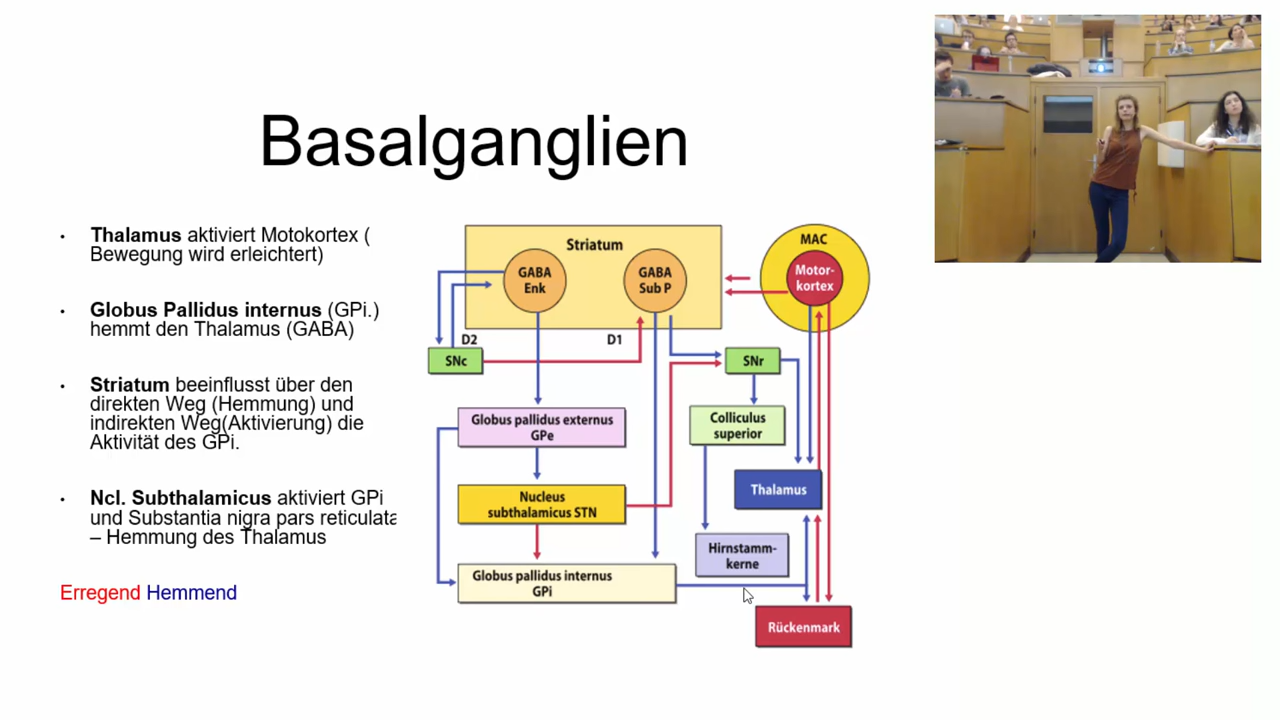 Basalganglien
• Thalamus aktiviert Motokortex (
Bewegung wird erleichtert)
• Globus Pallidus internus (GPi.)
hemmt den Thalamus (GABA)
• Striatum beeinflusst über den
direkten Weg (Hemmung) und
indirekten Weg(Aktivierung) die
Aktivität des GPi.
• Ncl. Subthalamicus aktiviert GPi
und Substantia nigra pars reticulata
– Hemmung des Thalamus
Erregend Hemmend
Striatum
GABA
Enk
GABA
Sub P
MAC
Motor-
kortex
D2
D1
SNc
SNr
Globus pallidus externus
GPe
Colliculus
superior
Nucleus
subthalamicus STN
Thalamus
Hirnstamm-
kerne
Globus pallidus internus
GPi
Rückenmark